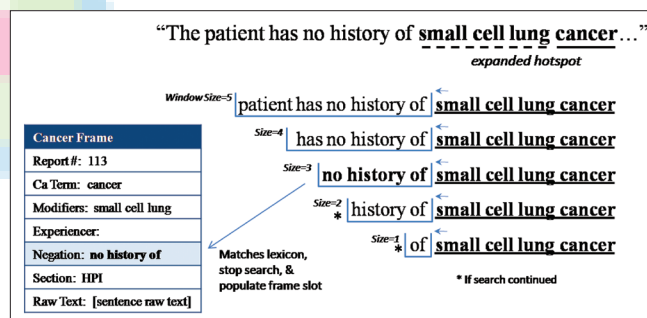 “The patient has no history of small cell lung cancer…”
expanded hotspot
Window Size=5 patient has no history of small cell lung cancer
Size=4 has no history of small cell lung cancer
Size=3 no history of small cell lung cancer
Size=2 * history of small cell lung cancer
Size=1 * of small cell lung cancer
* If search continued
Matches lexicon,
stop search, &
populate frame slot
Cancer Frame
Report#: 113
Ca Term: cancer
Modifiers: small cell lung
Experiencer:
Negation: no history of
Section: HPI
Raw Text: [sentence raw text]